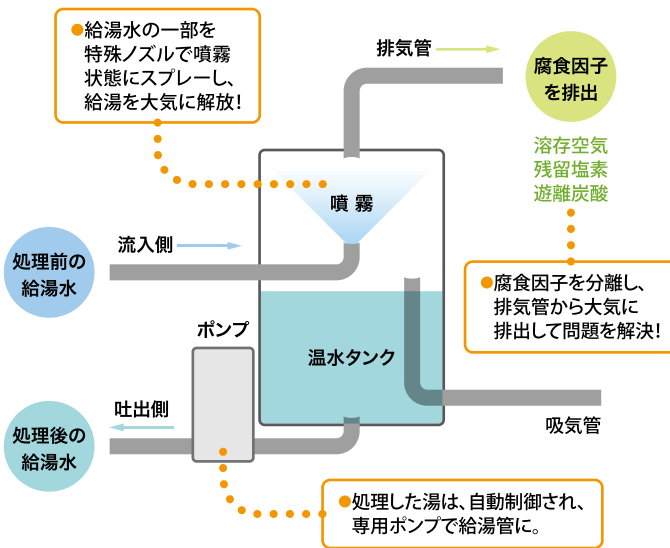 ●給湯水の一部を
特殊ノズルで噴霧
状態にスプレーし、
給湯を大気に解放！
排気管
腐食因子
を排出
溶存空気
残留塩素
遊離炭酸
噴霧
流入側
処理前の
給湯水
●腐食因子を分離し、
排気管から大気に
排出して問題を解決！
ポンプ
温水タンク
吐出側
処理後の
給湯水
吸気管
●処理した湯は、自動制御され、
専用ポンプで給湯管に。